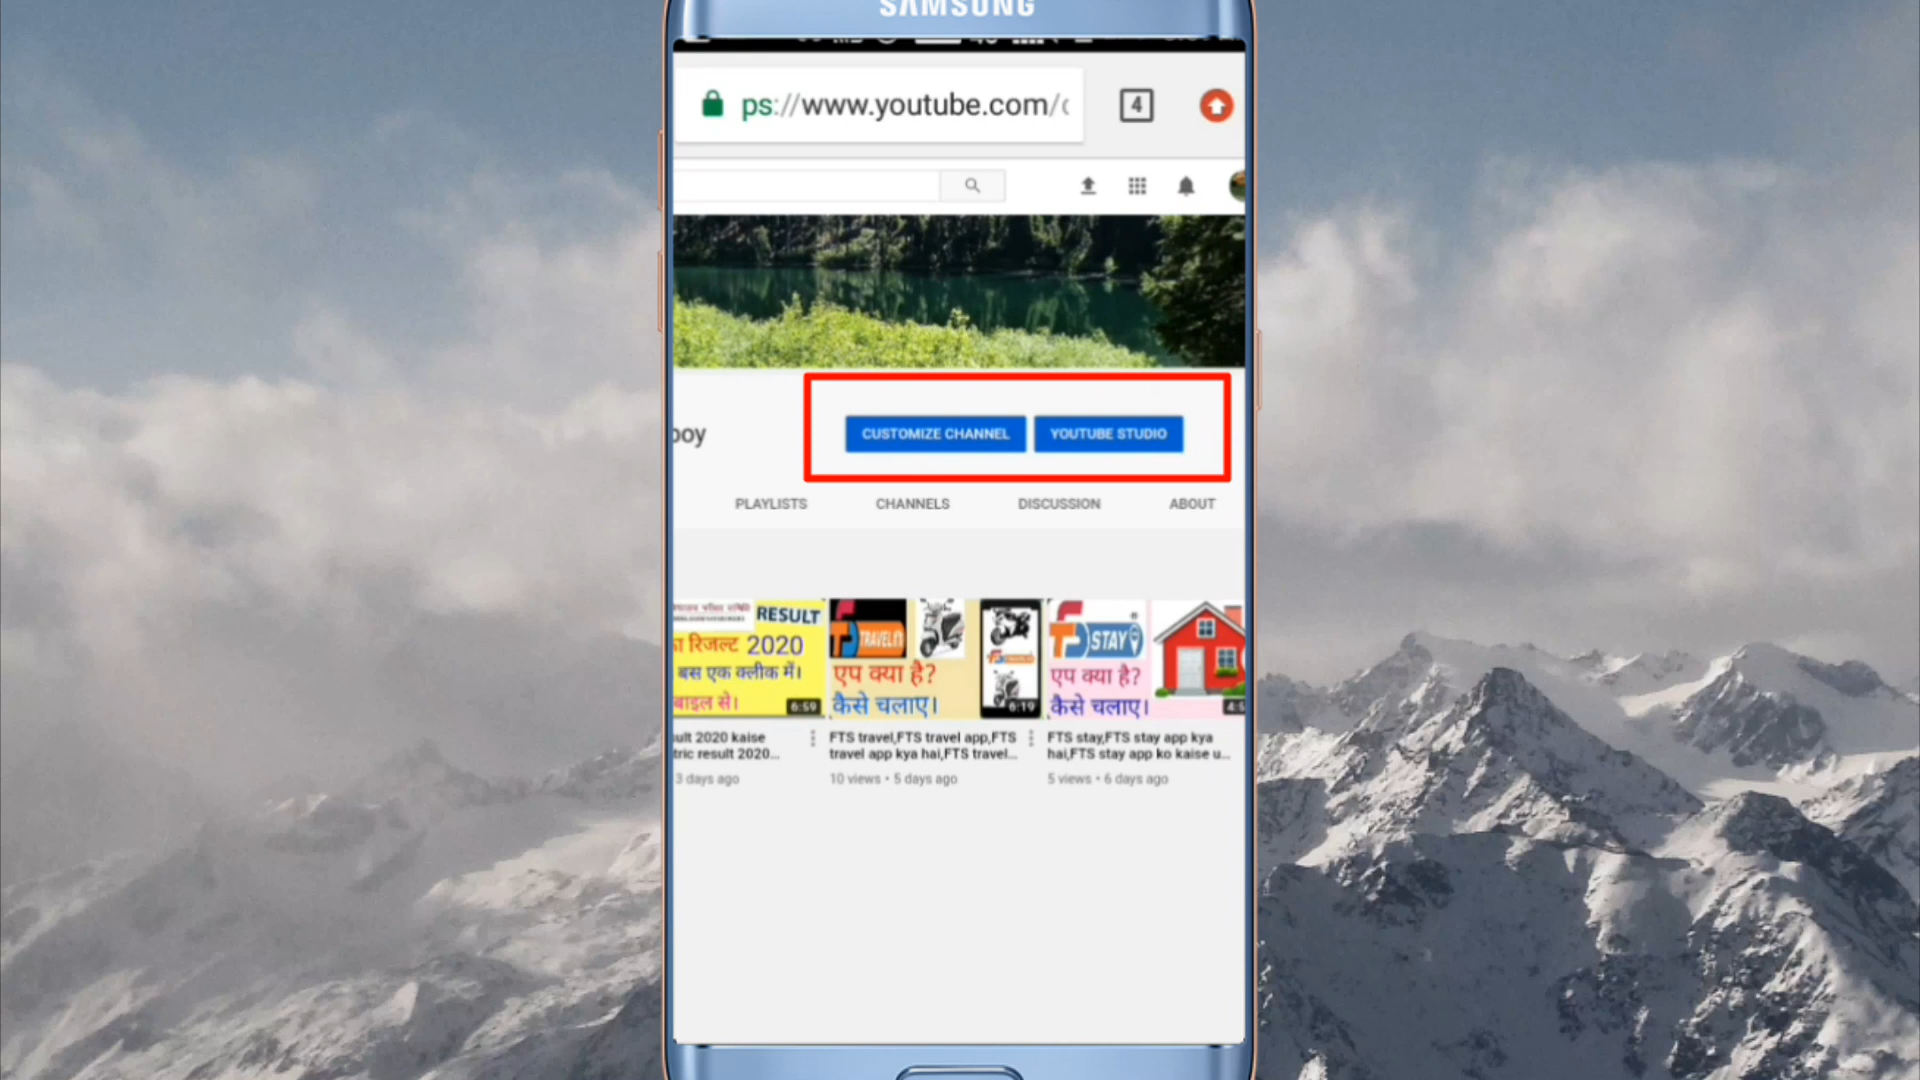 SAMSUNG
ps://www.youtube.com/
4
boy
CUSTOMIZE CHANNEL
YOUTUBE STUDIO
PLAYLISTS
CHANNELS
DISCUSSION
ABOUT
RESULT
रिजल्ट 2020
बस एक क्लीक में।
बाइल से।
6:59
TRAVEL
एप क्या है?
कैसे चलाए।
6:19
STAY
एप क्या है?
कैसे चलाए।
ult 2020 kaise
tric result 2020...
3 days ago
FTS travel,FTS travel app,FTS
travel app kya hai,FTS travel...
10 views • 5 days ago
FTS stay,FTS stay app kya
hai,FTS stay app ko kaise u...
5 views • 6 days ago